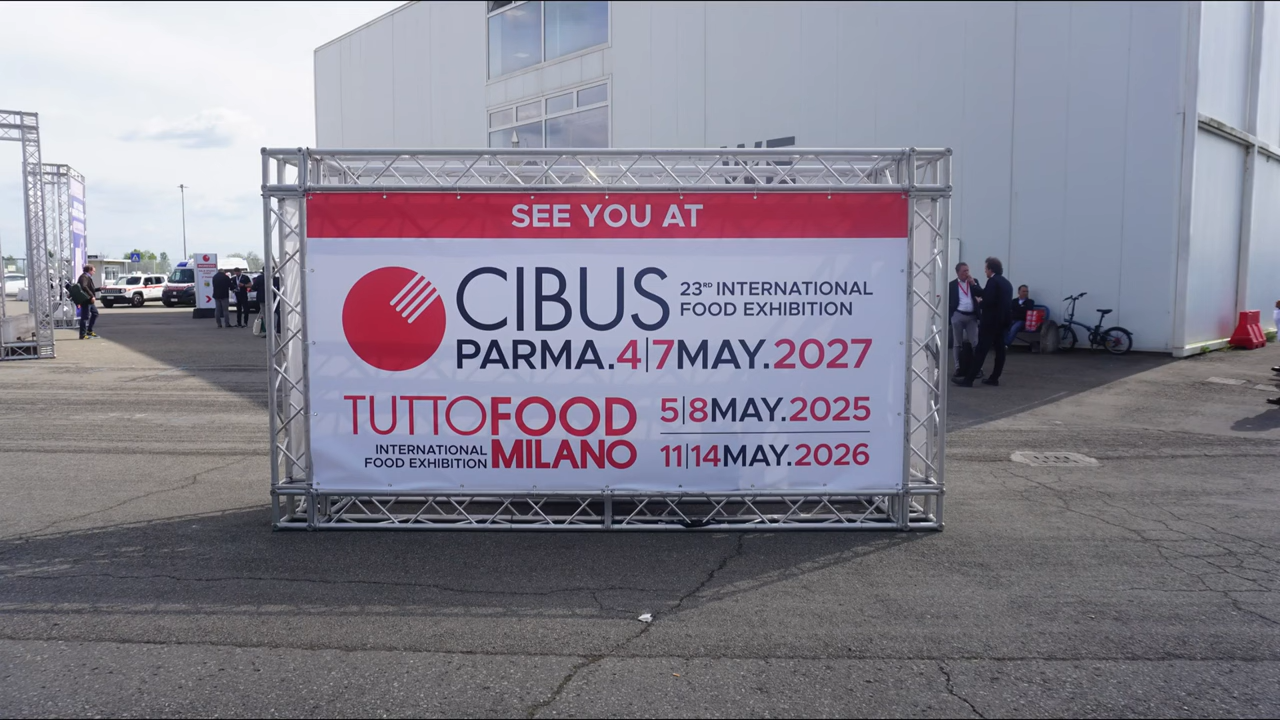 SEE YOU AT
CIBUS
23RD INTERNATIONAL
FOOD EXHIBITION
PARMA.4|7MAY.2027
TUTTOFOOD
INTERNATIONAL
FOOD EXHIBITION
MILANO
5|8MAY.2025
11|14MAY.2026